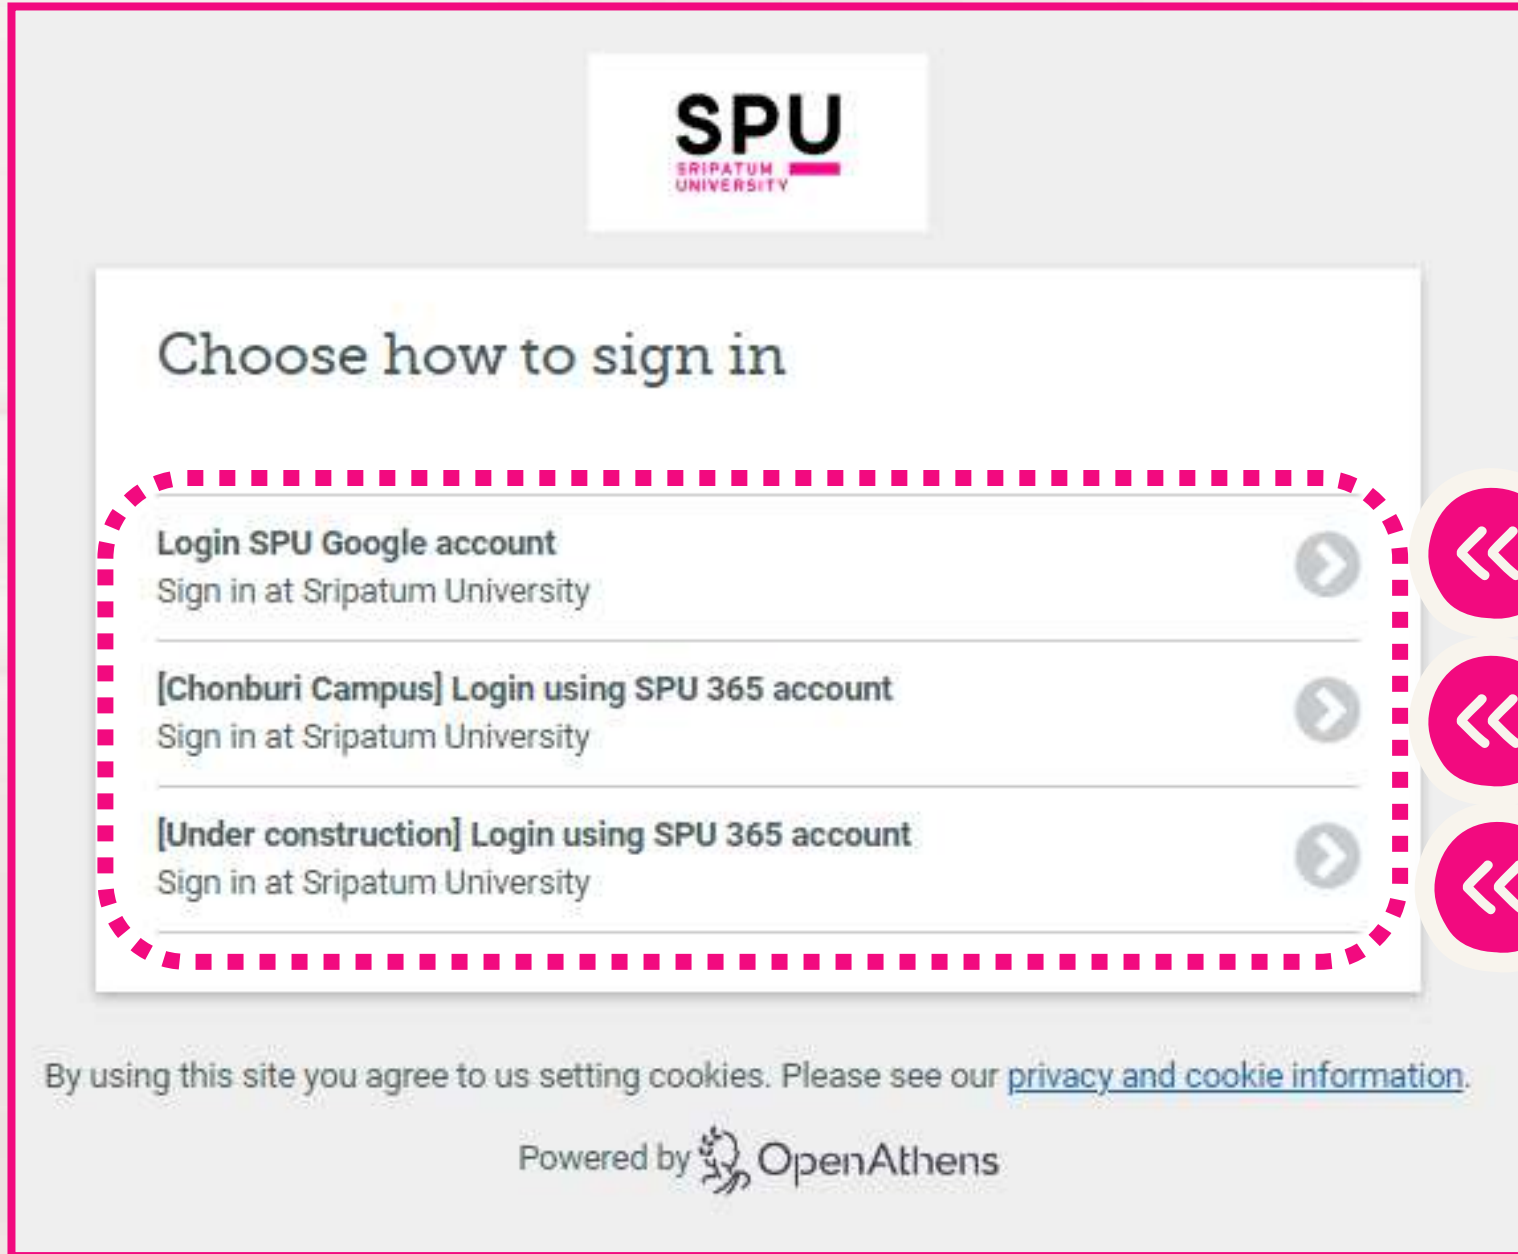 SPU
SRIPATUM
UNIVERSITY
Choose how to sign in
Login SPU Google account
Sign in at Sripatum University
[Chonburi Campus] Login using SPU 365 account
Sign in at Sripatum University
[Under construction] Login using SPU 365 account
Sign in at Sripatum University
By using this site you agree to us setting cookies. Please see our privacy and cookie information.
Powered by OpenAthens